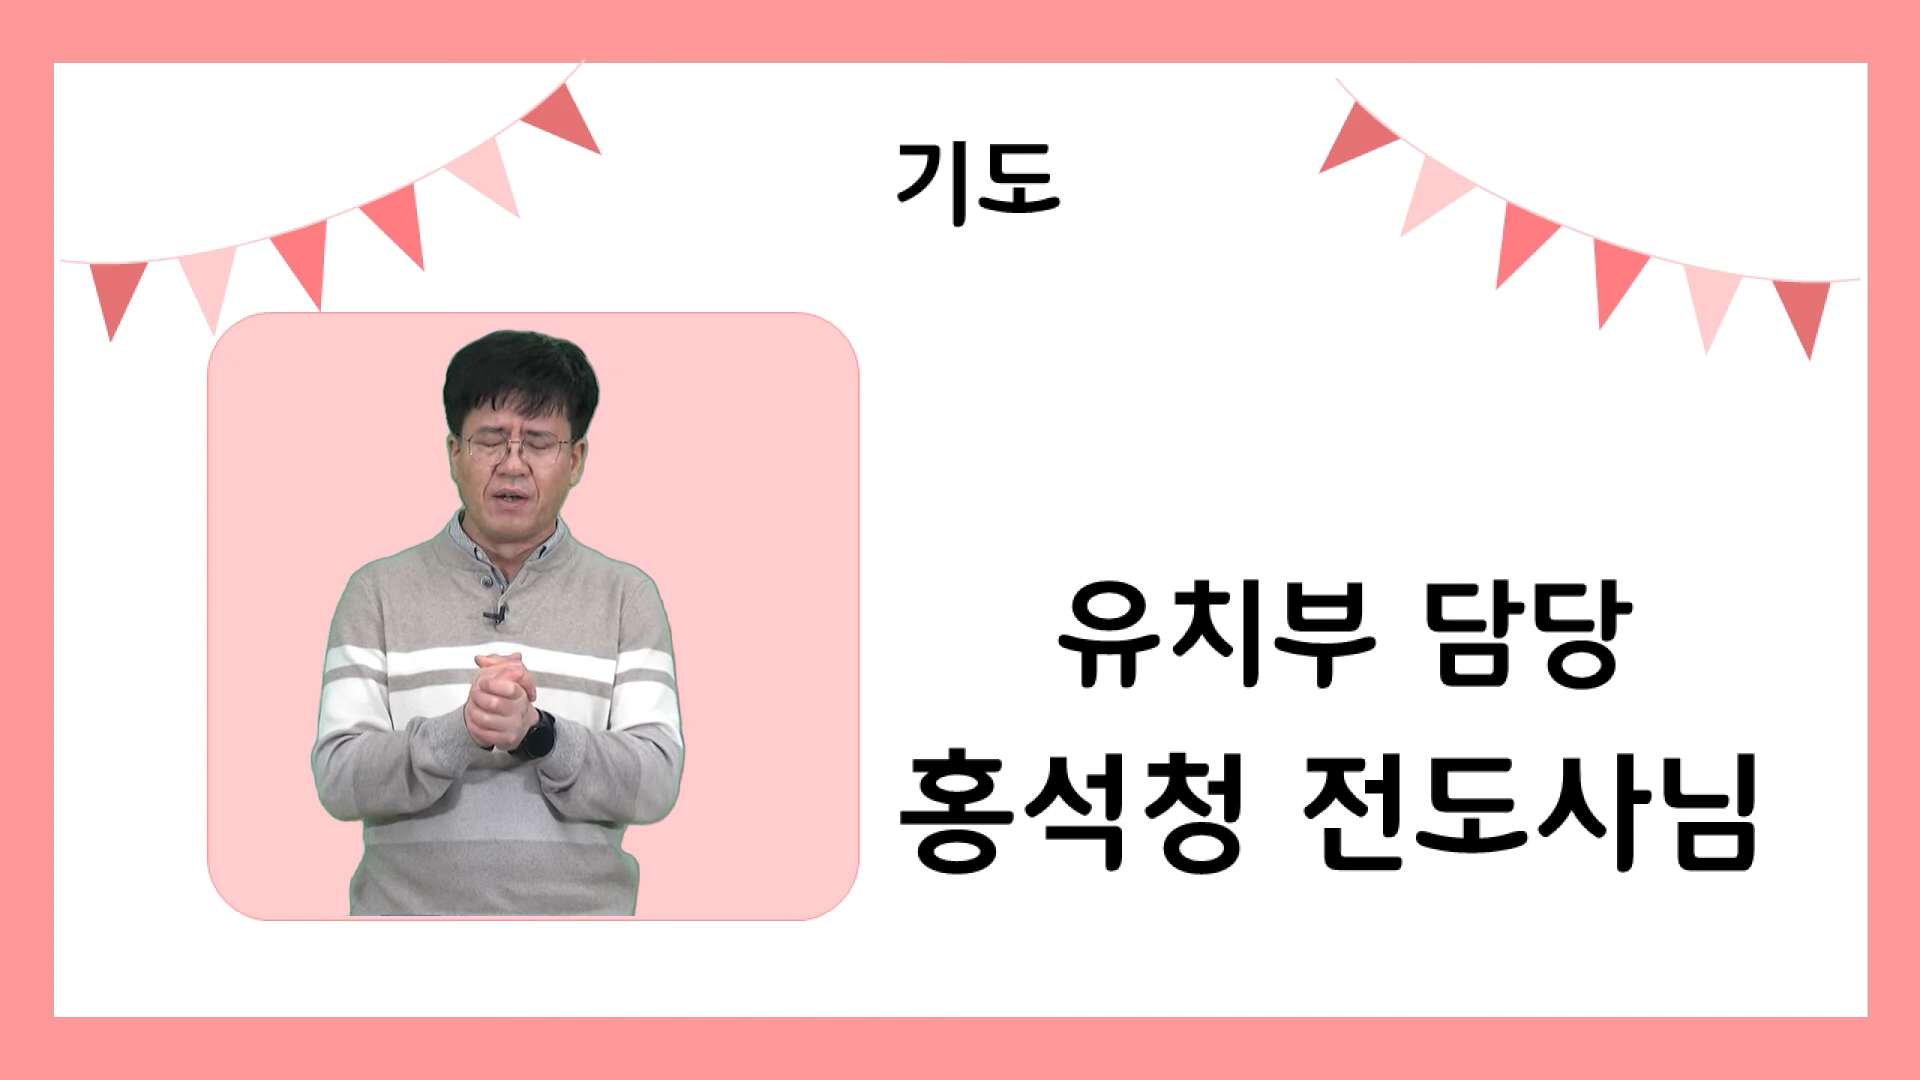 기도
유치부 담당
홍석청 전도사님